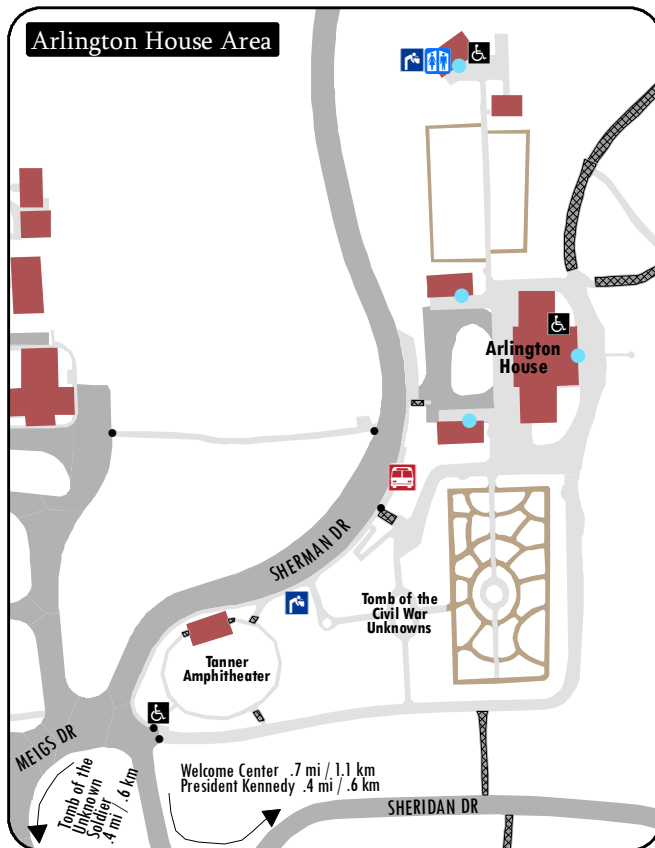 Arlington House Area
Arlington
House
SHERMAN DR
Tomb of the
Civil War
Unknowns
Tanner
Amphitheater
MEIGS DR
Tomb of the
Unknown
Soldier
.4 mi / .6 km
Welcome Center .7 mi / 1.1 km
President Kennedy .4 mi / .6 km
SHERIDAN DR